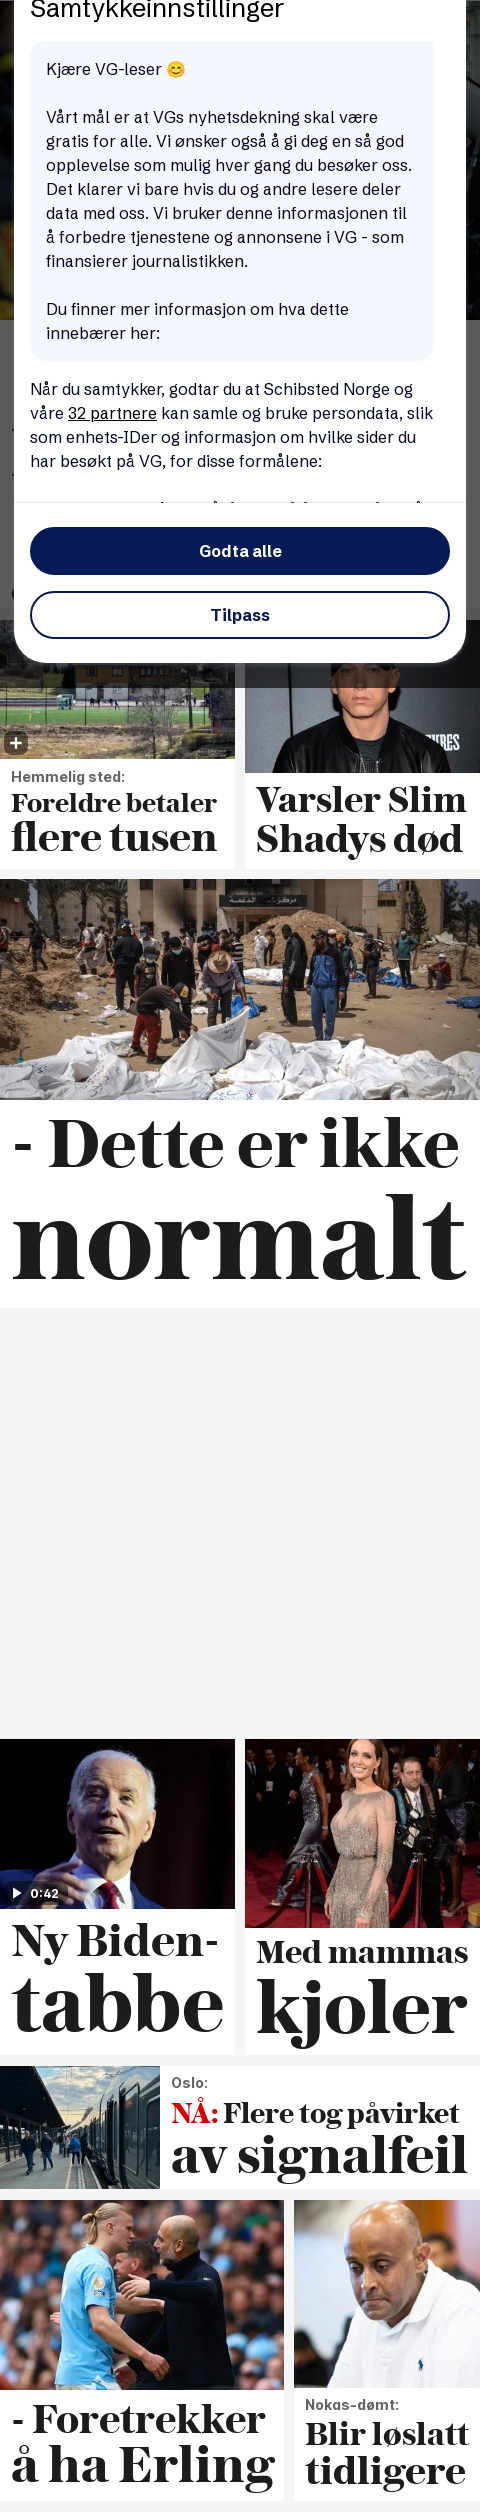 Samtykkeinnstillinger
Kjære VG-leser 😊
Vårt mål er at VGs nyhetsdekning skal være
gratis for alle. Vi ønsker også å gi deg en så god
opplevelse som mulig hver gang du besøker oss.
Det klarer vi bare hvis du og andre lesere deler
data med oss. Vi bruker denne informasjonen til
å forbedre tjenestene og annonsene i VG - som
finansierer journalistikken.
Du finner mer informasjon om hva dette
innebærer her:
Når du samtykker, godtar du at Schibsted Norge og
våre 32 partnere kan samle og bruke persondata, slik
som enhets-IDer og informasjon om hvilke sider du
har besøkt på VG, for disse formålene:
Godta alle
Tilpass
Hemmelig sted:
Foreldre betaler
flere tusen
Varsler Slim
Shadys død
- Dette er ikke
normalt
0:42
Ny Biden-
tabbe
Med mammas
kjoler
Oslo:
NÅ: Flere tog påvirket
av signalfeil
- Foretrekker
å ha Erling
Nokas-dømt:
Blir løslatt
tidligere